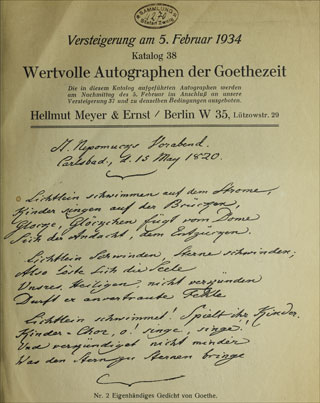 SAMMLUNG
1270
Stefan Zweig
Versteigerung am 5. Februar 1934
Katalog 38
Wertvolle Autographen der Goethezeit
Die in diesem Katalog aufgeführten Autographen werden
am Nachmittag des 5. Februar im Anschluß an unsere
Versteigerung 37 und zu denselben Bedingungen ausgeboten.
Hellmut Meyer & Ernst / Berlin W 35, Lützowstr. 29
St. Nepomucks Vorabend.
Carlsbad, d. 15 May 1820.
Lichtlein schwimmen auf dem Strome,
Kinder singen auf der Brücken,
Glocke, Glöckchen fügt vom Dome
Sich der Andacht, dem Entzücken.
Lichtlein schwinden, Sterne schwinden;
Also löste sich die Seele
Unsres Heiligen, nicht verkünden
Durft er anvertraute Fehle
Lichtlein schwimmet! Spielt ihr Kinder,
Kinder-Chor, o! singe, singe!
Und verkündiget nicht minder
Was den Stern zu Sternen bringe
Nr. 2 Eigenhändiges Gedicht von Goethe.